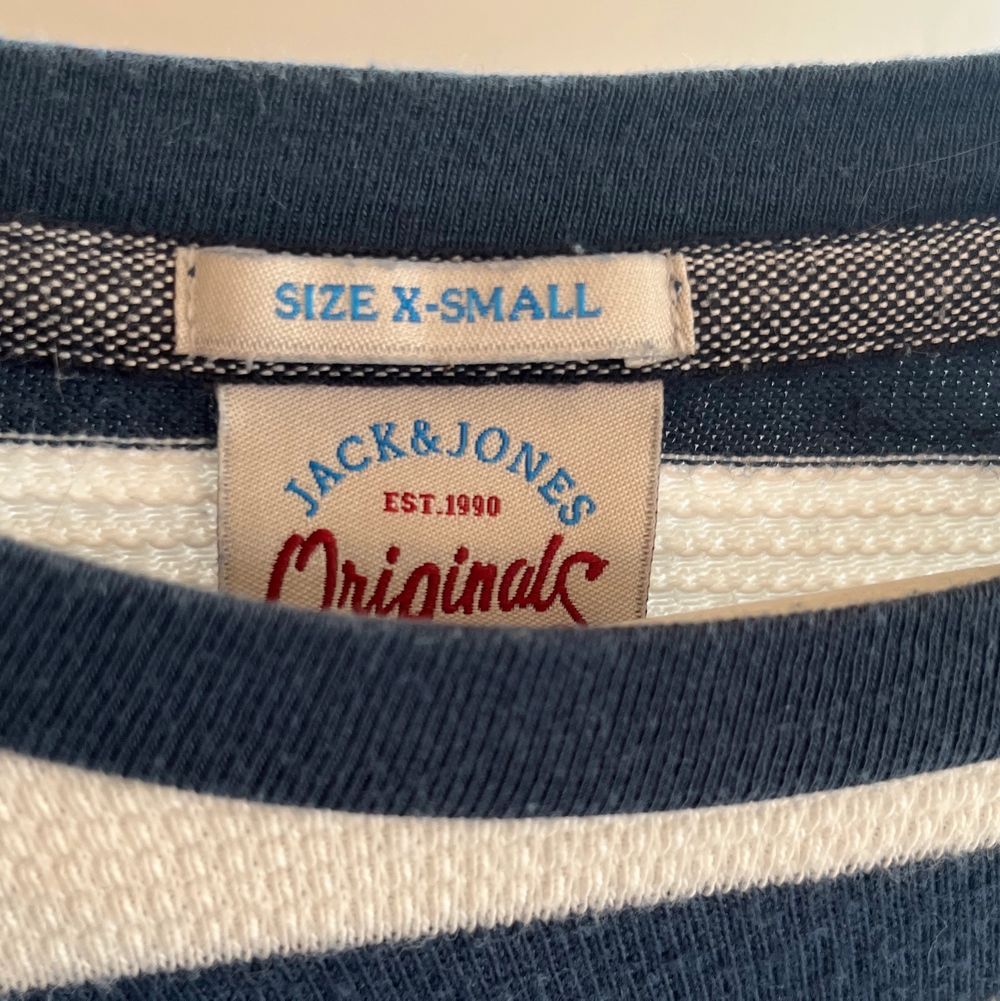 SIZE X-SMALL
JACK&JONES
EST.1990
Originals